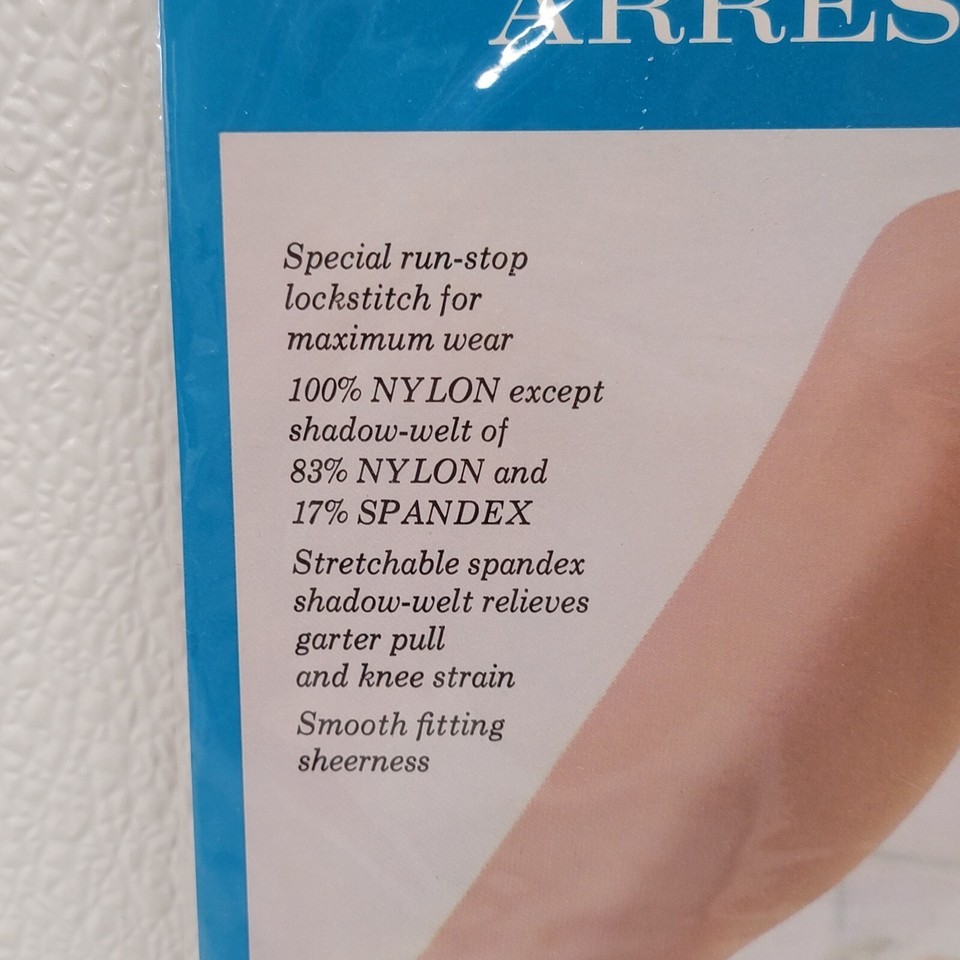 ARRES
Special run-stop
lockstitch for
maximum wear
100% NYLON except
shadow-welt of
83% NYLON and
17% SPANDEX
Stretchable spandex
shadow-welt relieves
garter pull
and knee strain
Smooth fitting
sheerness